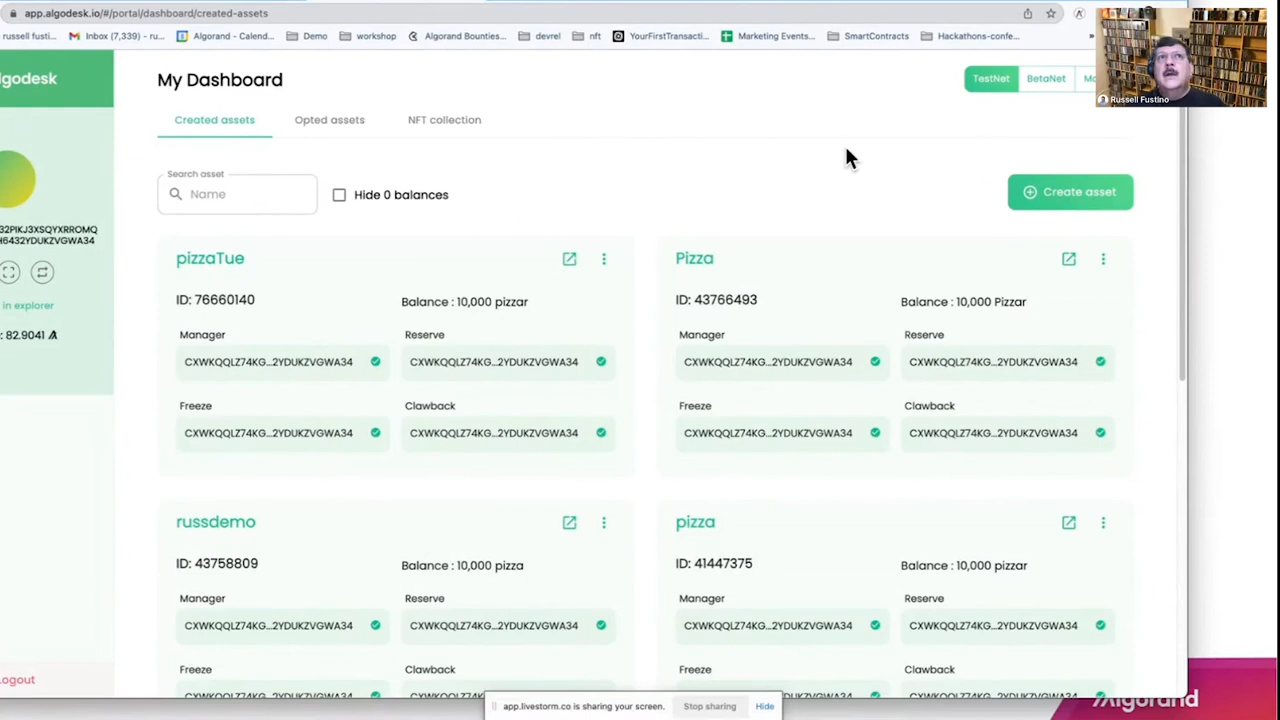 app.algodesk.io/#/portal/dashboard/created-assets
russell fusti... Inbox (7,339) - ru... Algorand - Calend... Demo workshop Algorand Bounties... devrel nft YourFirstTransacti... Marketing Events... SmartContracts Hackathons-confe... »
Russell Fustino
lgodesk
My Dashboard
TestNet BetaNet
Created assets Opted assets NFT collection
Search asset
Name
Hide 0 balances
Create asset
32PIKJ3XSQYXRROMQ
H6432YDUKZVGWA34
in explorer
: 82.9041
Logout
pizzaTue
ID: 76660140 Balance : 10,000 pizzar
Manager Reserve
CXWKQQLZ74KG...2YDUKZVGWA34 CXWKQQLZ74KG...2YDUKZVGWA34
Freeze Clawback
CXWKQQLZ74KG...2YDUKZVGWA34 CXWKQQLZ74KG...2YDUKZVGWA34
Pizza
ID: 43766493 Balance : 10,000 Pizzar
Manager Reserve
CXWKQQLZ74KG...2YDUKZVGWA34 CXWKQQLZ74KG...2YDUKZVGWA34
Freeze Clawback
CXWKQQLZ74KG...2YDUKZVGWA34 CXWKQQLZ74KG...2YDUKZVGWA34
russdemo
ID: 43758809 Balance : 10,000 pizza
Manager Reserve
CXWKQQLZ74KG...2YDUKZVGWA34 CXWKQQLZ74KG...2YDUKZVGWA34
Freeze Clawback
pizza
ID: 41447375 Balance : 10,000 pizzar
Manager Reserve
CXWKQQLZ74KG...2YDUKZVGWA34 CXWKQQLZ74KG...2YDUKZVGWA34
Freeze Clawback
app.livestorm.co is sharing your screen. Stop sharing Hide
Algorand